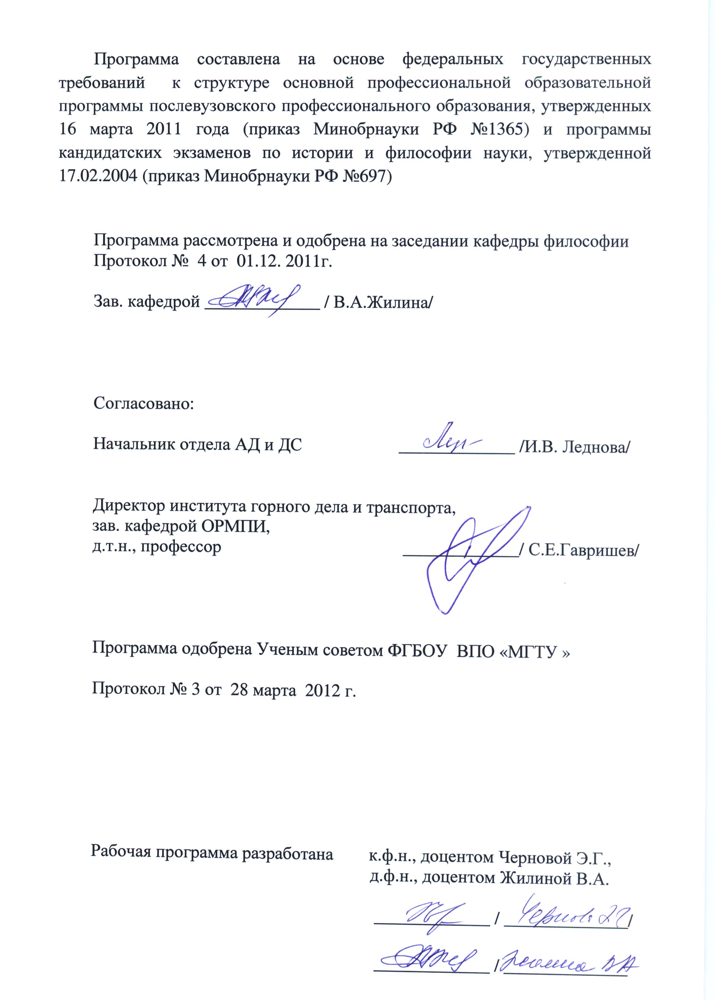 Программа составлена на основе федеральных государственных
требований к структуре основной профессиональной образовательной
программы послевузовского профессионального образования, утвержденных
16 марта 2011 года (приказ Минобрнауки РФ №1365) и программы
кандидатских экзаменов по истории и философии науки, утвержденной
17.02.2004 (приказ Минобрнауки РФ №697)
Программа рассмотрена и одобрена на заседании кафедры философии
Протокол № 4 от 01.12. 2011г.
Зав. кафедрой / В.А.Жилина/
Согласовано:
Начальник отдела АД и ДС /И.В. Леднова/
Директор института горного дела и транспорта,
зав. кафедрой ОРМПИ,
д.т.н., профессор / С.Е.Гавришев/
Программа одобрена Ученым советом ФГБОУ ВПО «МГТУ »
Протокол № 3 от 28 марта 2012 г.
Рабочая программа разработана к.ф.н., доцентом Черновой Э.Г.,
д.ф.н., доцентом Жилиной В.А.
/ Чернова ЭГ/
/ Жилина ВА